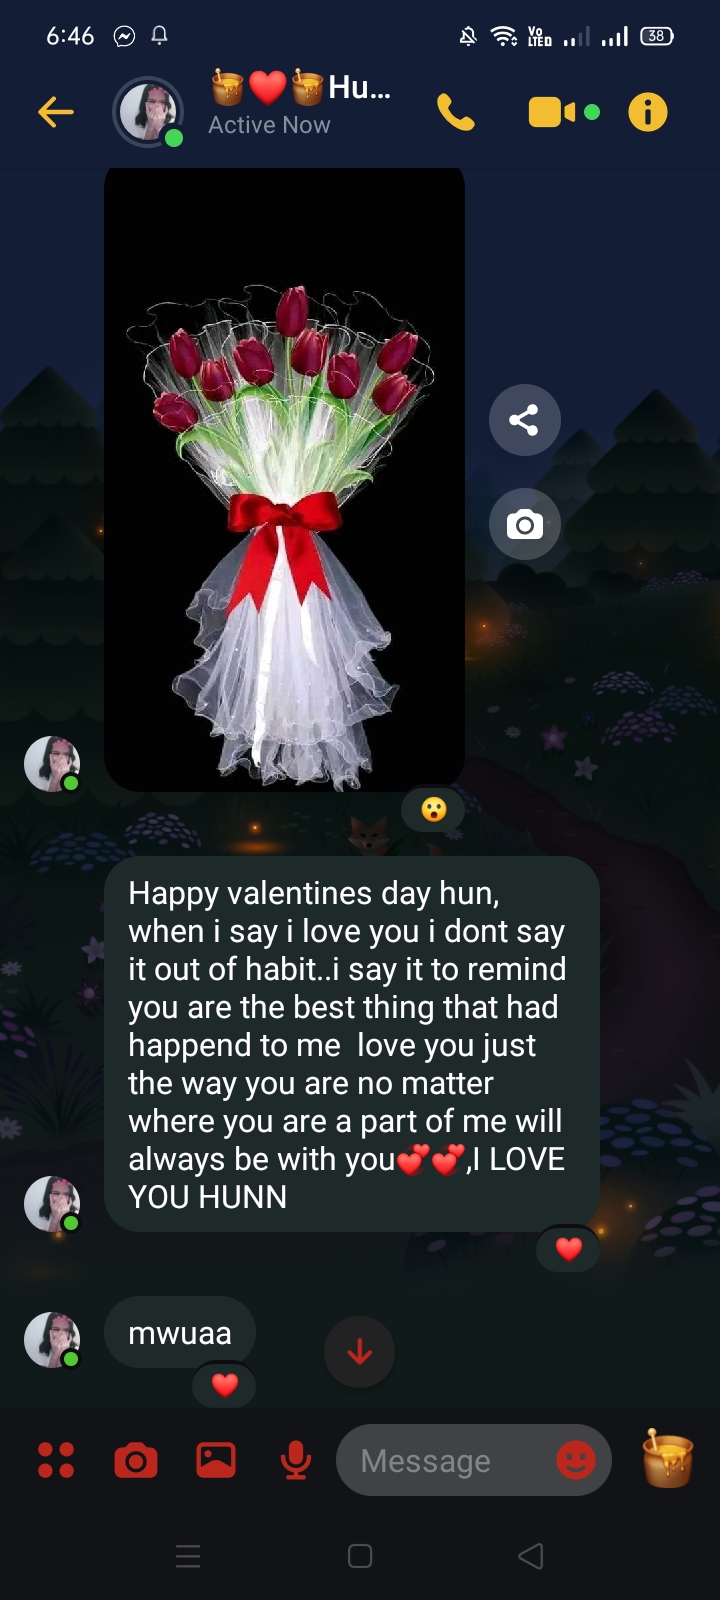 6:46
Vo
LTED
38
🍯❤️🍯Hu...
Active Now
Happy valentines day hun,
when i say i love you i dont say
it out of habit..i say it to remind
you are the best thing that had
happend to me  love you just
the way you are no matter
where you are a part of me will
always be with you💞💞,I LOVE
YOU HUNN
mwuaa
Message